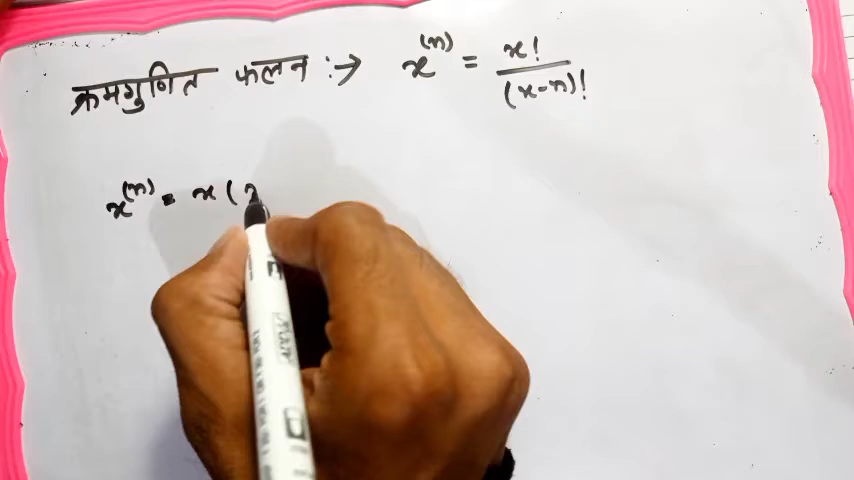 क्रमगुणित फलन :→ x^(n) = x! / (x-n)!
x^(n) = x (